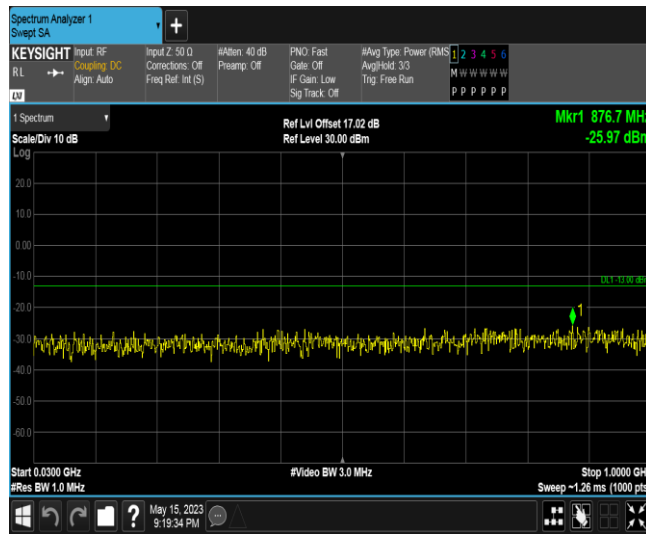 Spectrum Analyzer 1
Swept SA
+
KEYSIGHT
RL
LXI
Input: RF
Coupling: DC
Align: Auto
Input Z: 50 Ω
Corrections: Off
Freq Ref: Int (S)
#Atten: 40 dB
Preamp: Off
PNO: Fast
Gate: Off
IF Gain: Low
Sig Track: Off
#Avg Type: Power (RMS
Avg|Hold: 3/3
Trig: Free Run
1 2 3 4 5 6
M W W W W W
P P P P P P
1 Spectrum
Scale/Div 10 dB
Log
Ref Lvl Offset 17.02 dB
Ref Level 30.00 dBm
Mkr1 876.7 MHz
-25.97 dBm
20.0
10.0
0.00
-10.0
DL1 -13.00 dBm
-20.0
1
-30.0
-40.0
-50.0
-60.0
Start 0.0300 GHz
#Video BW 3.0 MHz
Stop 1.0000 GH
#Res BW 1.0 MHz
Sweep ~1.26 ms (1000 pts
?
May 15, 2023
9:19:34 PM